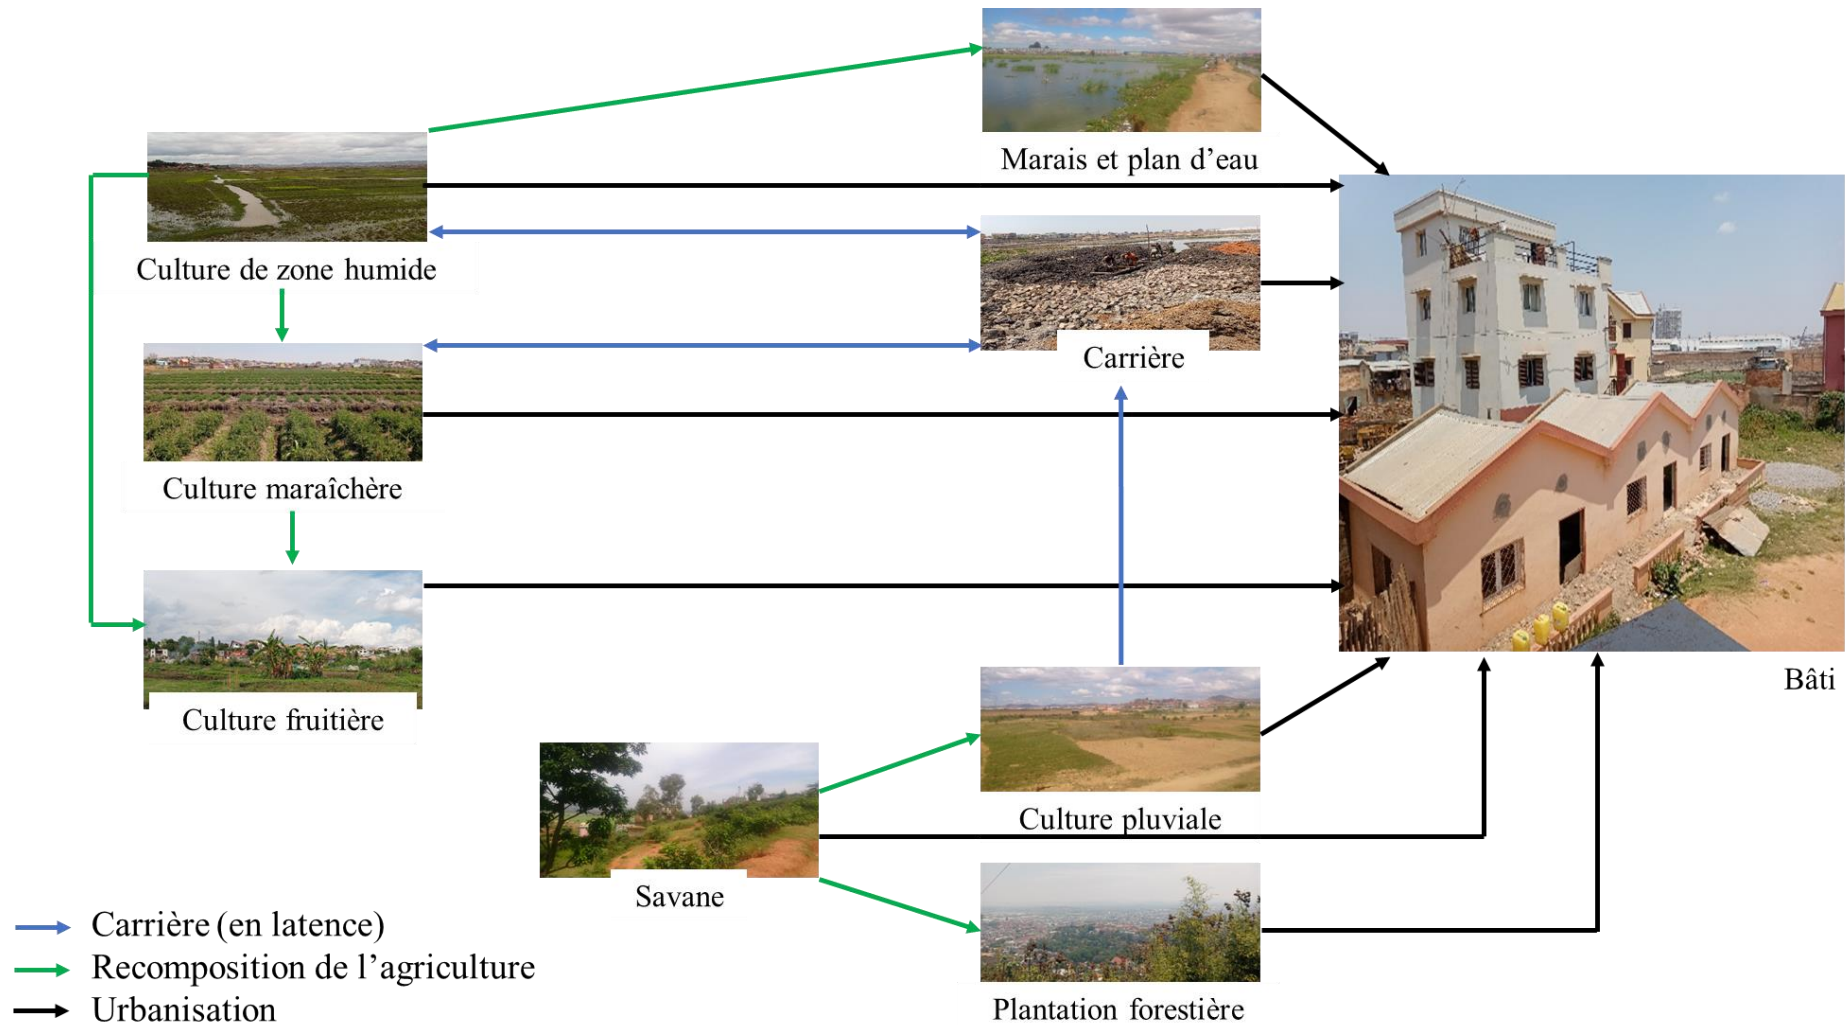 Marais et plan d’eau
Culture de zone humide
Carrière
Culture maraîchère
Bâti
Culture fruitière
Culture pluviale
Savane
Carrière (en latence)
Recomposition de l’agriculture
Urbanisation
Plantation forestière